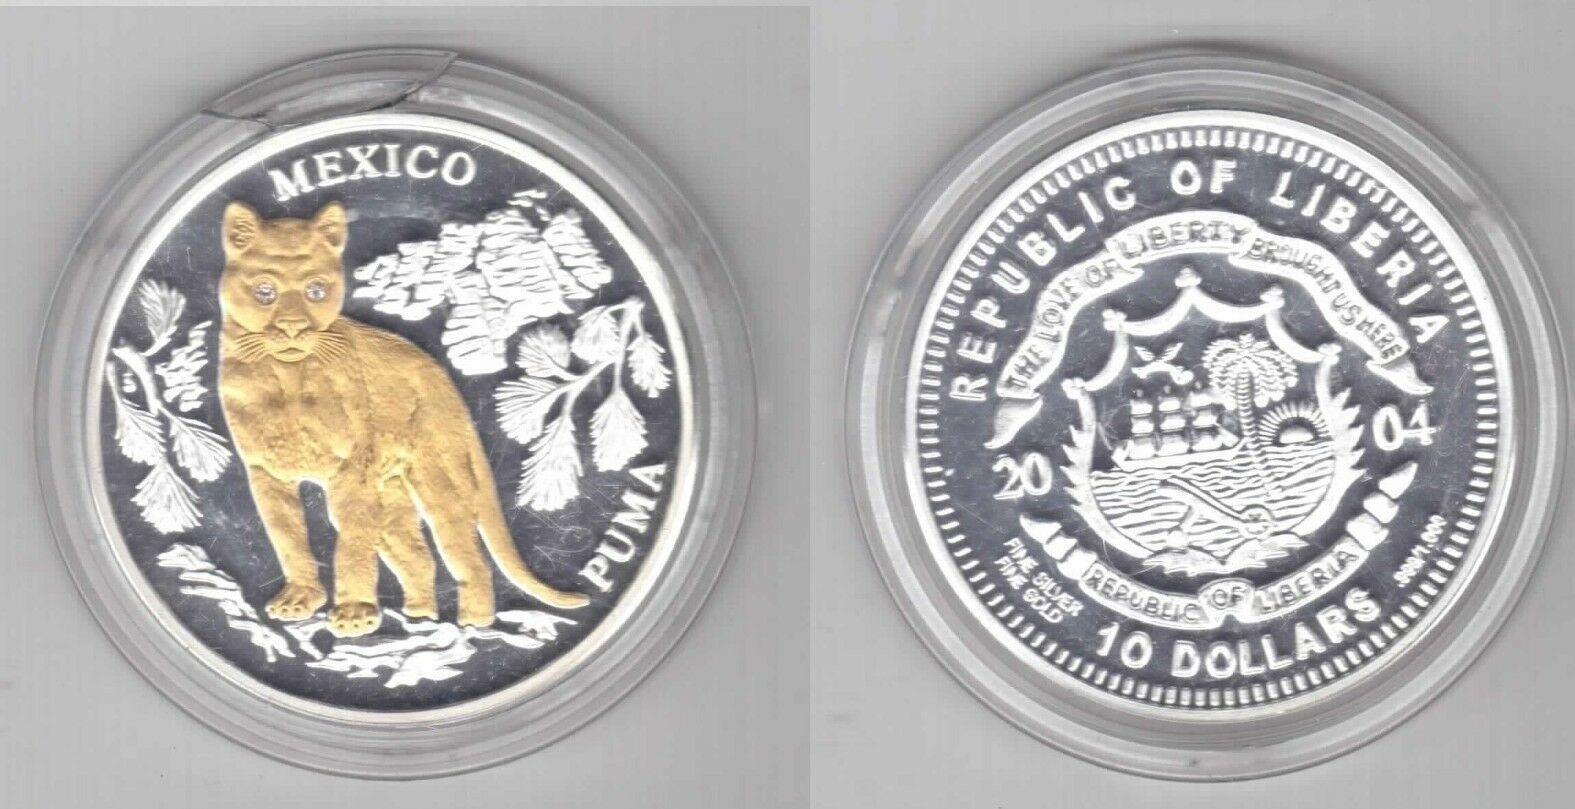 MEXICO
PUMA
REPUBLIC OF LIBERIA
THE LOVE OF LIBERTY BROUGHT US HERE
20 04
REPUBLIC OF LIBERIA
FINE SILVER
FINE GOLD
999/1.000
10 DOLLARS